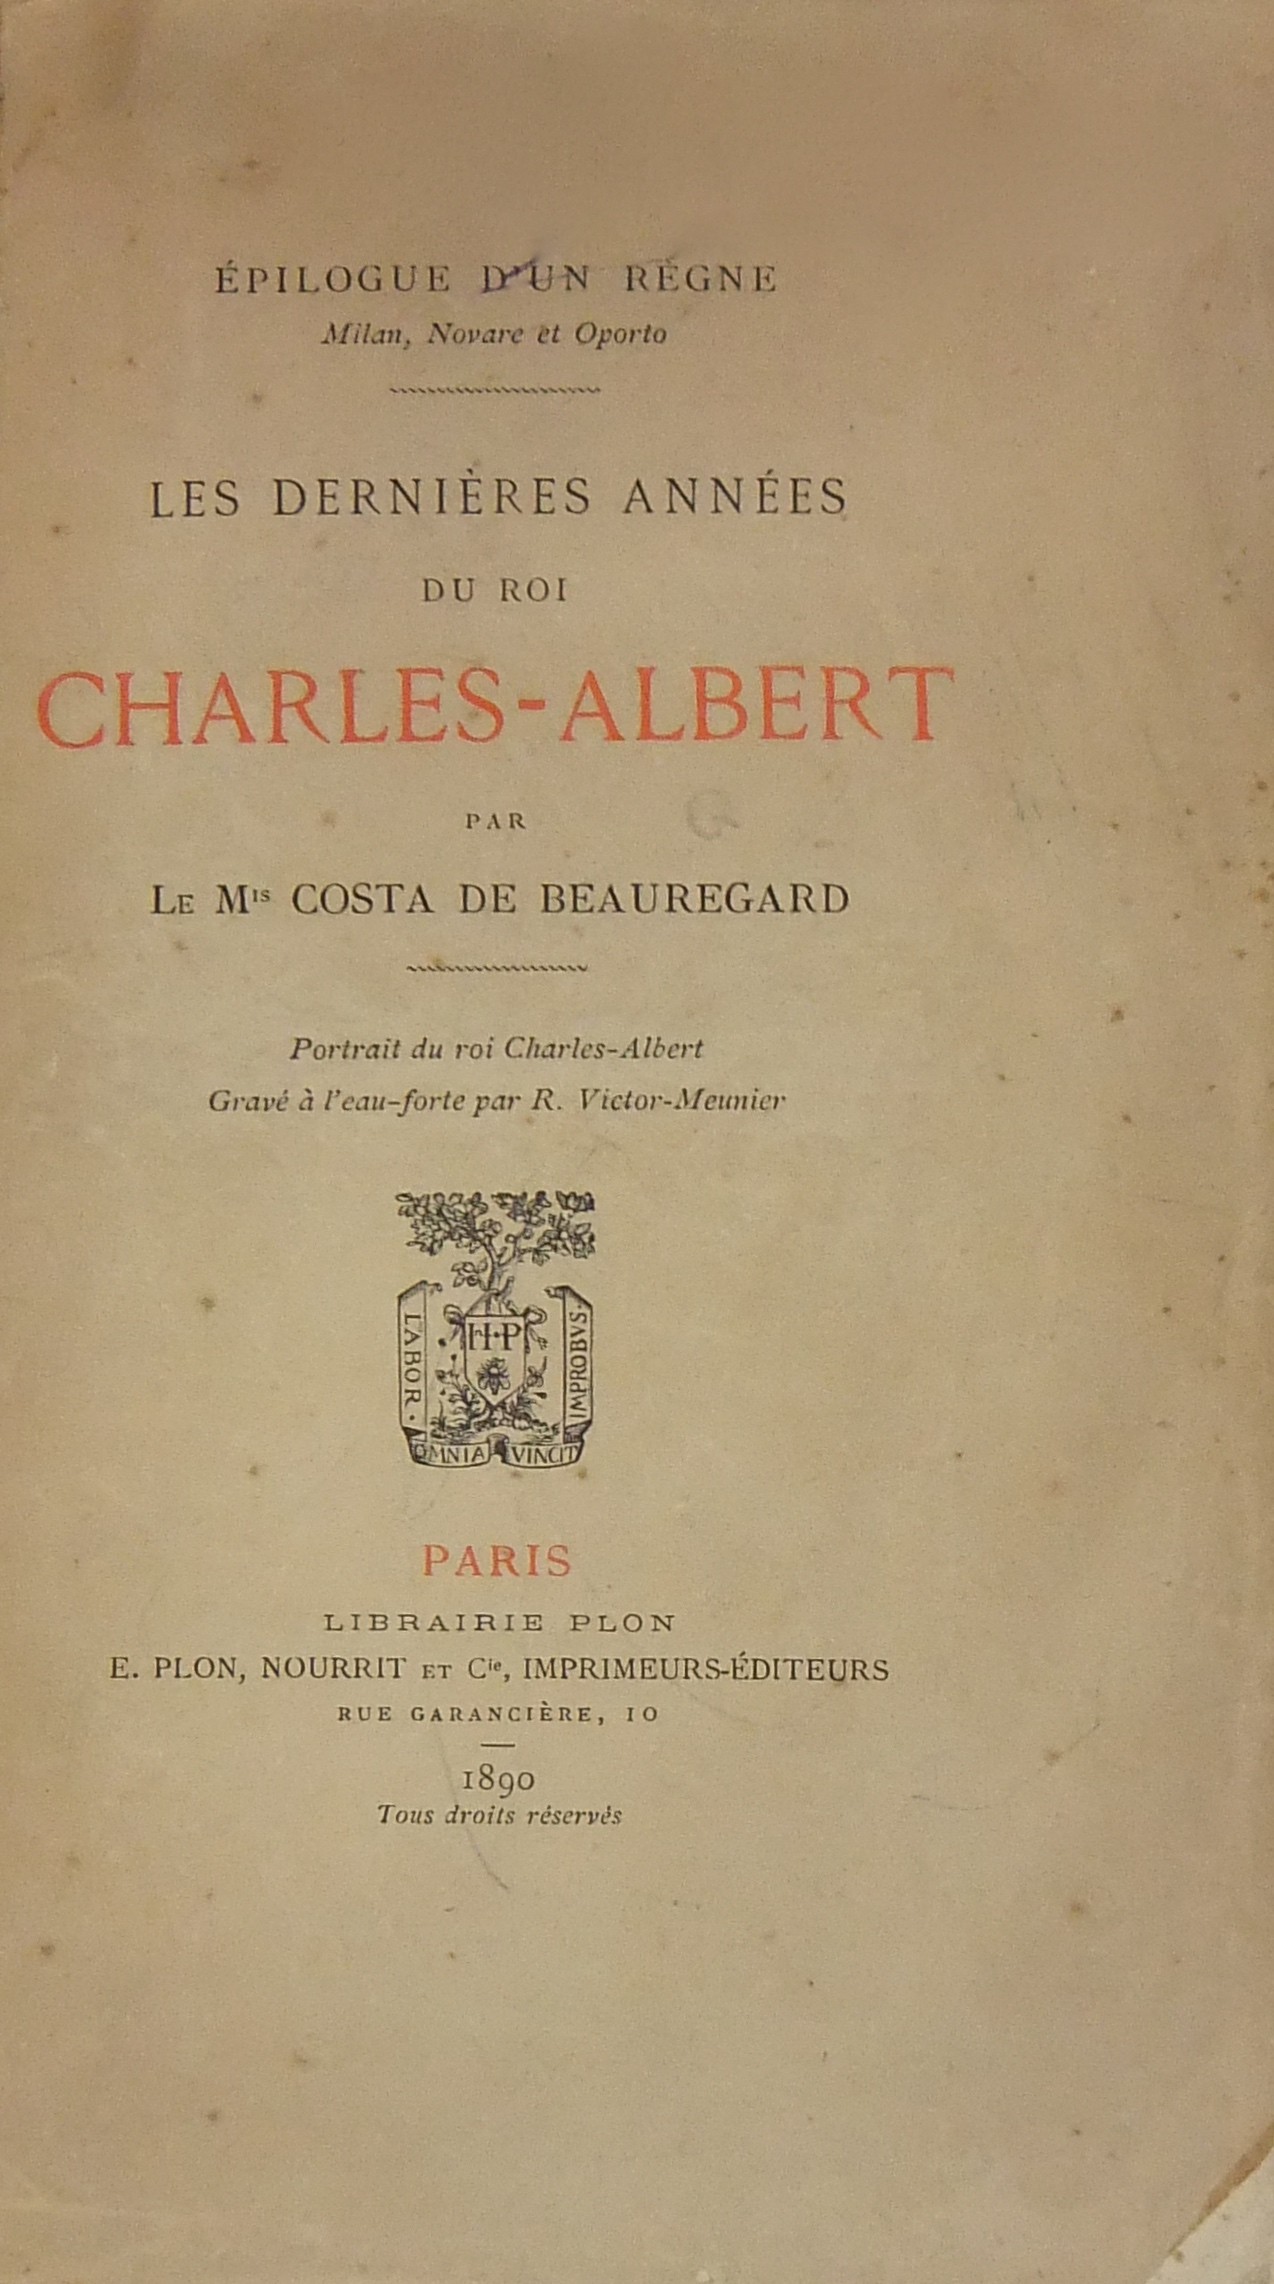 ÉPILOGUE D'UN RÈGNE
Milan, Novare et Oporto
LES DERNIÈRES ANNÉES
DU ROI
CHARLES-ALBERT
PAR
LE Mis COSTA DE BEAUREGARD
Portrait du roi Charles-Albert
Gravé à l'eau-forte par R. Victor-Meunier
LABOR.
H·P
IMPROBVS.
OMNIA VINCIT
PARIS
LIBRAIRIE PLON
E. PLON, NOURRIT ET Cie, IMPRIMEURS-ÉDITEURS
RUE GARANCIÈRE, 10
1890
Tous droits réservés